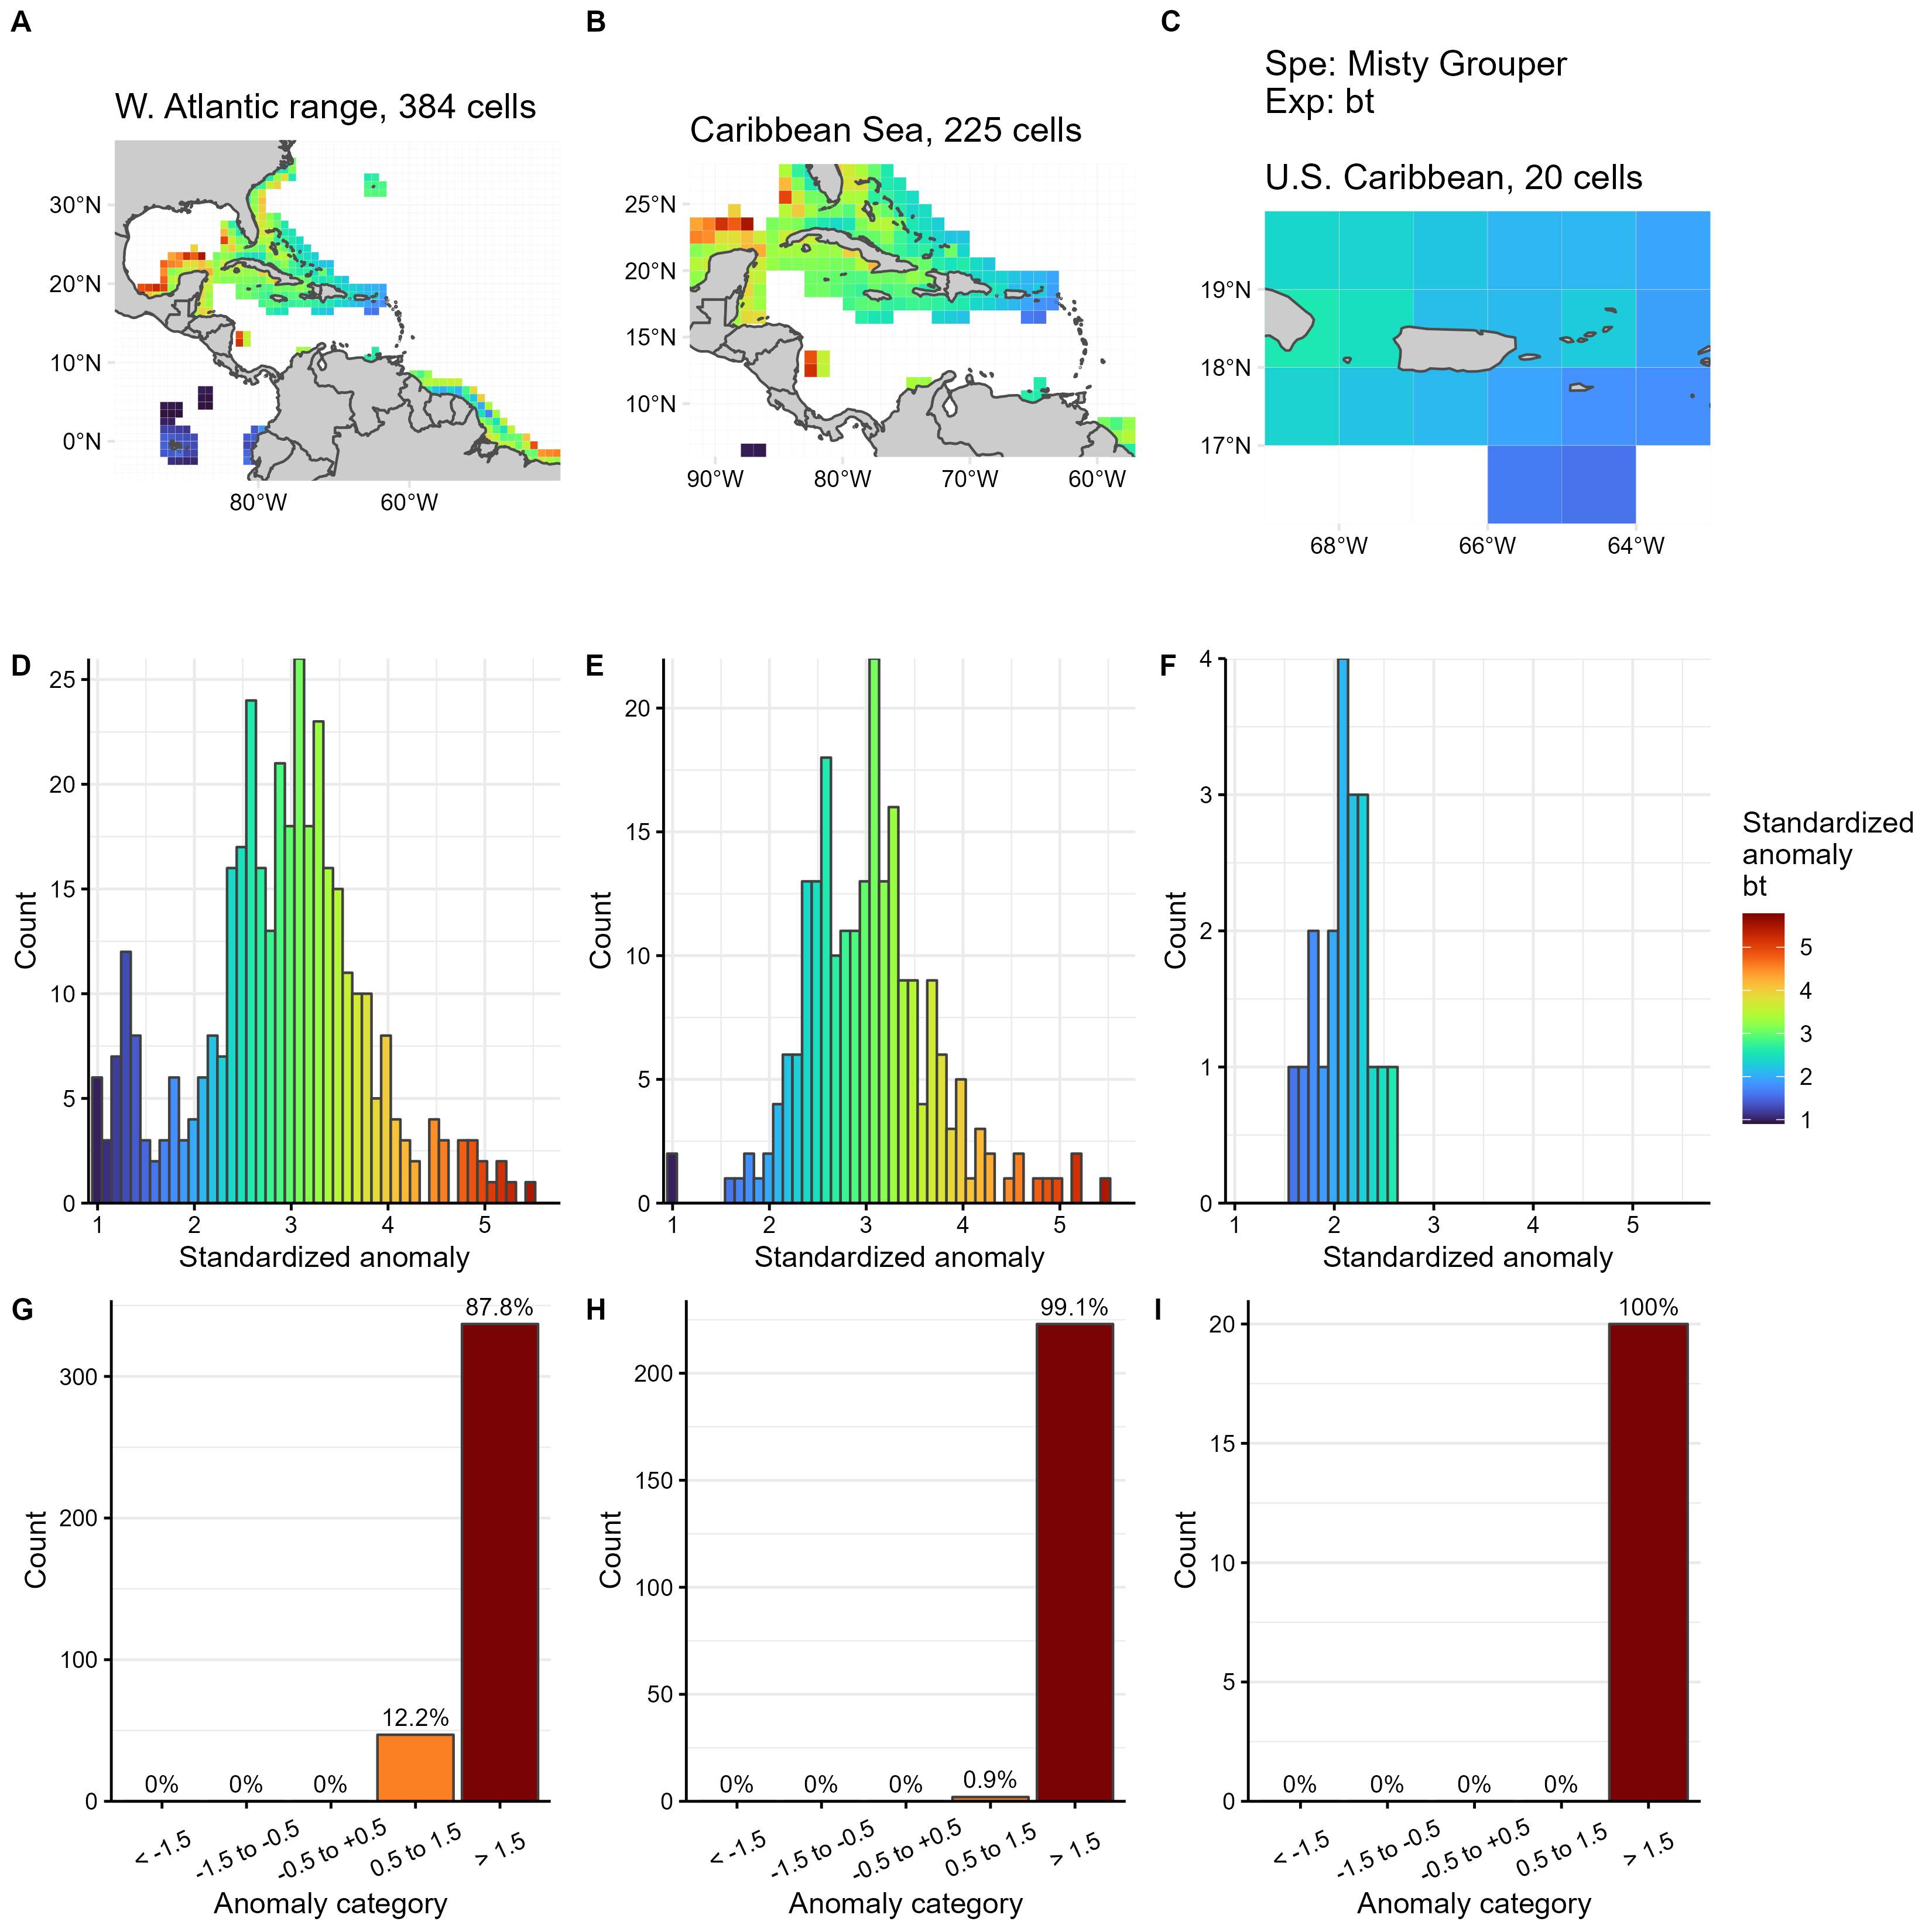 A
B
C
W. Atlantic range, 384 cells
Caribbean Sea, 225 cells
Spe: Misty Grouper
Exp: bt
U.S. Caribbean, 20 cells
30°N
20°N
10°N
0°N
80°W
60°W
25°N
20°N
15°N
10°N
90°W
80°W
70°W
60°W
19°N
18°N
17°N
68°W
66°W
64°W
D
25
20
15
10
5
0
Count
1
2
3
4
5
Standardized anomaly
E
20
15
10
5
0
Count
1
2
3
4
5
Standardized anomaly
F
4
3
2
1
0
Count
1
2
3
4
5
Standardized anomaly
Standardized
anomaly
bt
5
4
3
2
1
G
300
200
100
0
Count
0%
0%
0%
12.2%
87.8%
< -1.5
-1.5 to -0.5
-0.5 to +0.5
0.5 to 1.5
> 1.5
Anomaly category
H
200
150
100
50
0
Count
0%
0%
0%
0.9%
99.1%
< -1.5
-1.5 to -0.5
-0.5 to +0.5
0.5 to 1.5
> 1.5
Anomaly category
I
20
15
10
5
0
Count
0%
0%
0%
0%
100%
< -1.5
-1.5 to -0.5
-0.5 to +0.5
0.5 to 1.5
> 1.5
Anomaly category